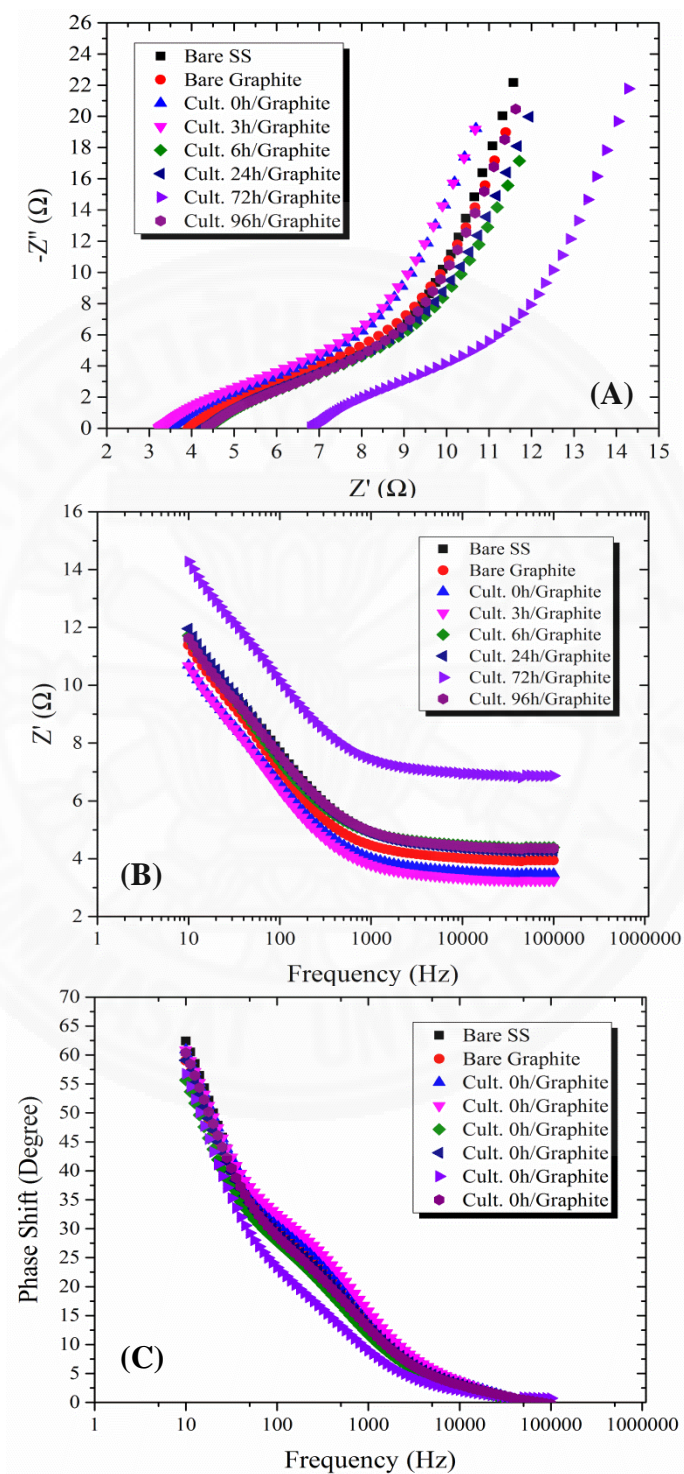 26
24
22
20
18
16
14
12
10
8
6
4
2
0
-Z" (Ω)
Bare SS
Bare Graphite
Cult. 0h/Graphite
Cult. 3h/Graphite
Cult. 6h/Graphite
Cult. 24h/Graphite
Cult. 72h/Graphite
Cult. 96h/Graphite
(A)
2 3 4 5 6 7 8 9 10 11 12 13 14 15
Z' (Ω)
16
14
12
10
8
6
4
2
Z' (Ω)
Bare SS
Bare Graphite
Cult. 0h/Graphite
Cult. 3h/Graphite
Cult. 6h/Graphite
Cult. 24h/Graphite
Cult. 72h/Graphite
Cult. 96h/Graphite
(B)
1 10 100 1000 10000 100000 1000000
Frequency (Hz)
70
65
60
55
50
45
40
35
30
25
20
15
10
5
0
Phase Shift (Degree)
Bare SS
Bare Graphite
Cult. 0h/Graphite
Cult. 0h/Graphite
Cult. 0h/Graphite
Cult. 0h/Graphite
Cult. 0h/Graphite
Cult. 0h/Graphite
(C)
1 10 100 1000 10000 100000 1000000
Frequency (Hz)